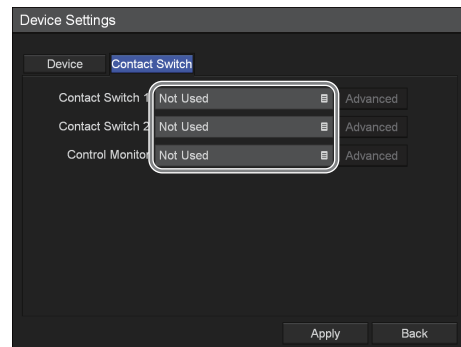 Device Settings
Device Contact Switch
Contact Switch 1 Not Used Advanced
Contact Switch 2 Not Used Advanced
Control Monitor Not Used Advanced
Apply Back